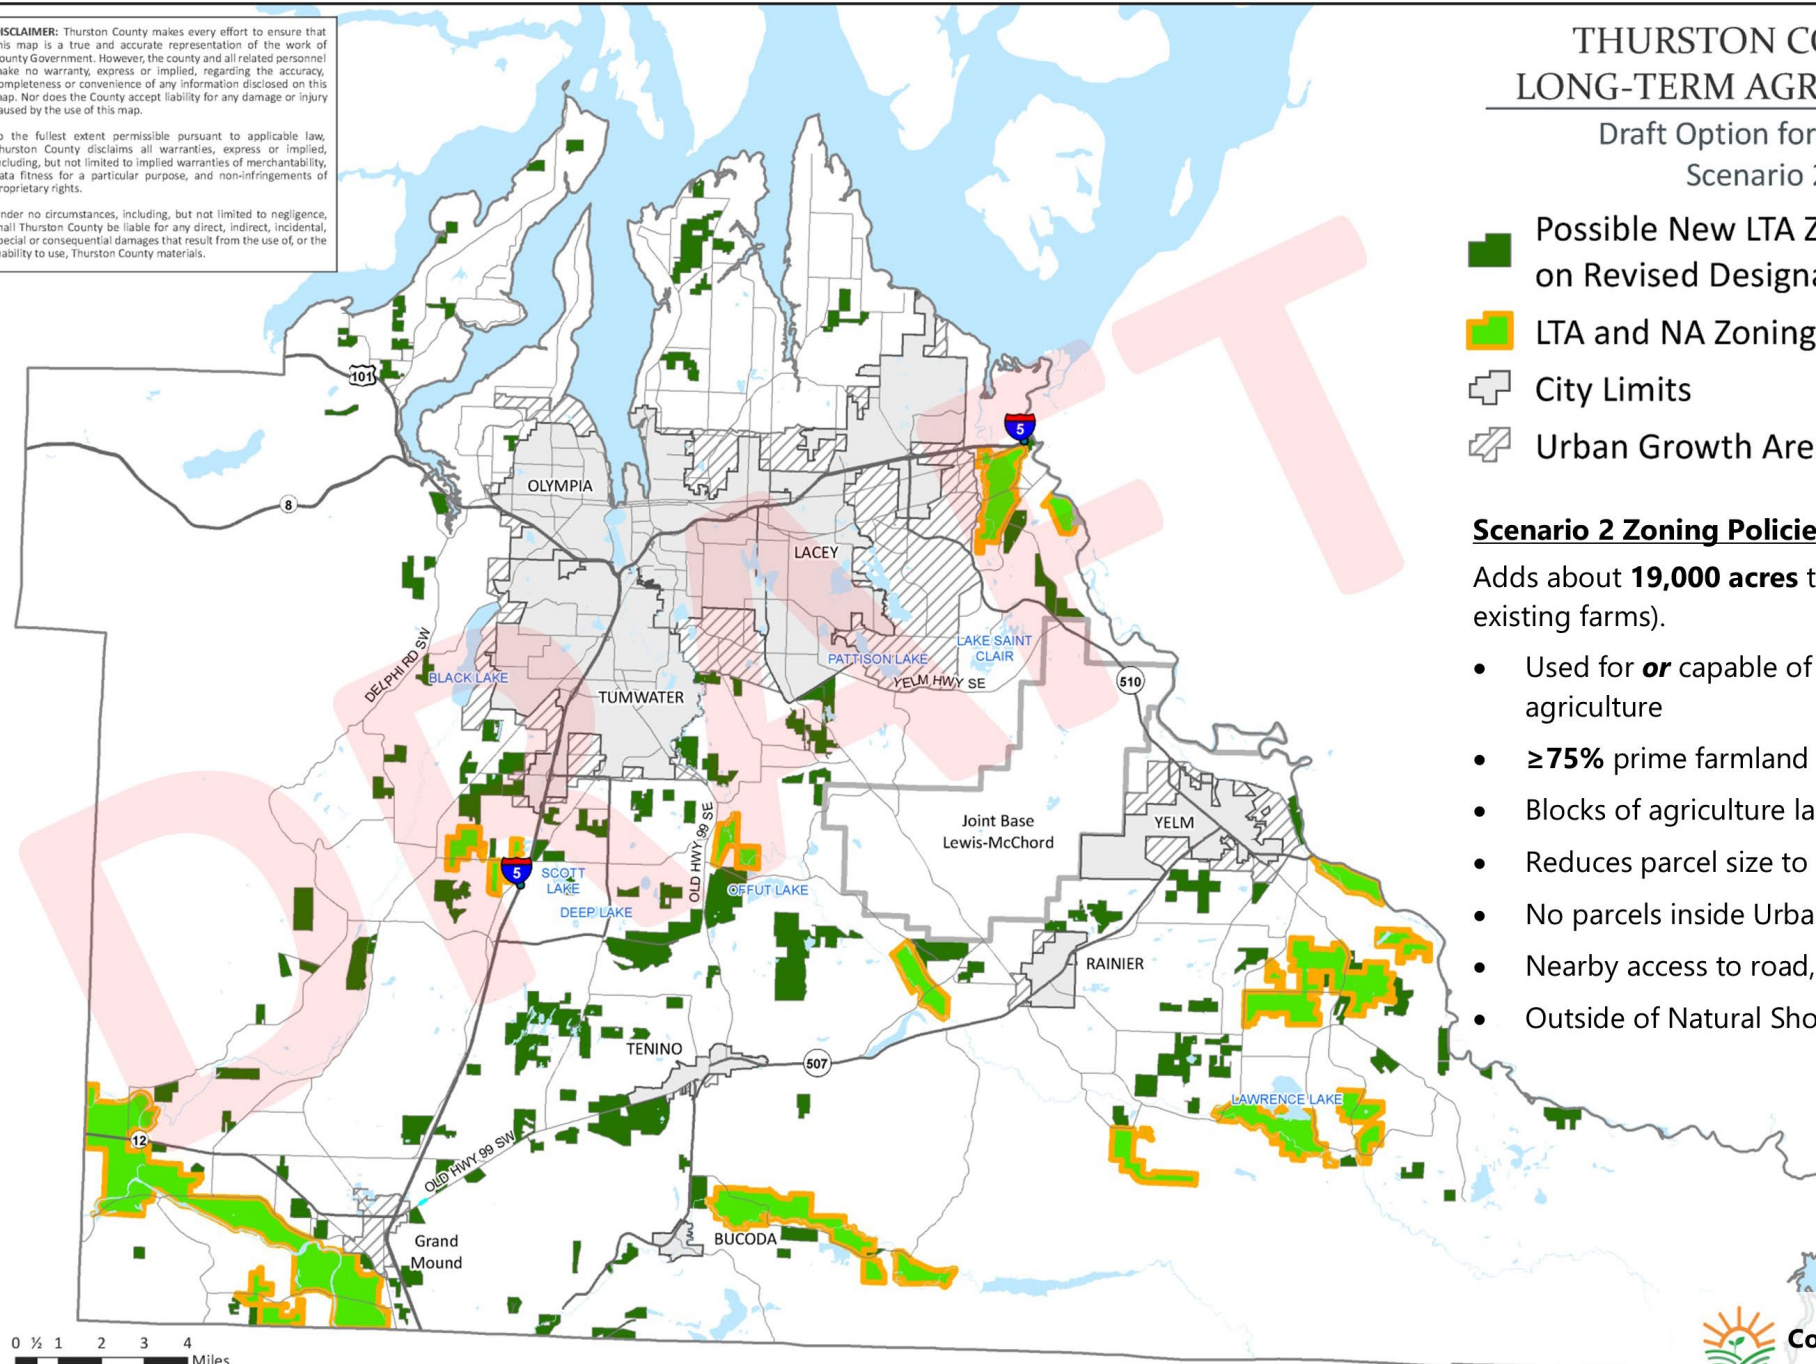 DISCLAIMER: Thurston County makes every effort to ensure that
this map is a true and accurate representation of the work of
County Government. However, the county and all related personnel
make no warranty, express or implied, regarding the accuracy,
completeness or convenience of any information disclosed on this
map. Nor does the County accept liability for any damage or injury
caused by the use of this map.
To the fullest extent permissible pursuant to applicable law,
Thurston County disclaims all warranties, express or implied,
including, but not limited to implied warranties of merchantability,
data fitness for a particular purpose, and non-infringements of
proprietary rights.
Under no circumstances, including, but not limited to negligence,
shall Thurston County be liable for any direct, indirect, incidental,
special or consequential damages that result from the use of, or the
inability to use, Thurston County materials.
THURSTON CO
LONG-TERM AGR
Draft Option for
Scenario 2
Possible New LTA Z
on Revised Designa
LTA and NA Zoning
City Limits
Urban Growth Are
Scenario 2 Zoning Policie
Adds about 19,000 acres t
existing farms).
• Used for or capable of
agriculture
• ≥75% prime farmland
• Blocks of agriculture la
• Reduces parcel size to
• No parcels inside Urba
• Nearby access to road,
• Outside of Natural Sho
DRAFT
101
5
8
OLYMPIA
LACEY
LAKE SAINT
CLAIR
PATTISON LAKE
YELM HWY SE
510
DELPHI RD SW
BLACK LAKE
TUMWATER
Joint Base
Lewis-McChord
YELM
OLD HWY 99 SE
5
SCOTT
LAKE
DEEP LAKE
OFFUT LAKE
RAINIER
TENINO
507
LAWRENCE LAKE
12
OLD HWY 99 SW
Grand
Mound
BUCODA
0 ½ 1 2 3 4
Miles
Co